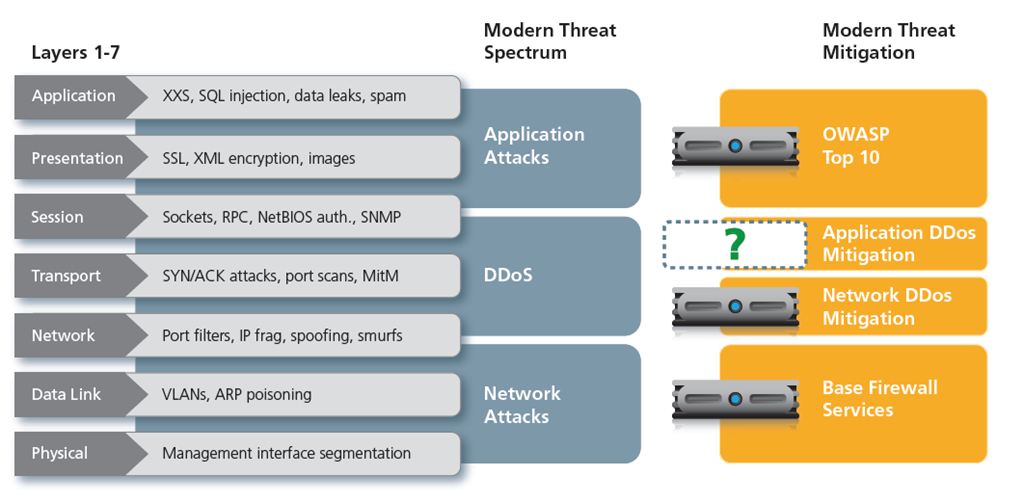 Layers 1-7
Modern Threat
Spectrum
Modern Threat
Mitigation
Application
XXS, SQL injection, data leaks, spam
Presentation
SSL, XML encryption, images
Session
Sockets, RPC, NetBIOS auth., SNMP
Transport
SYN/ACK attacks, port scans, MitM
Network
Port filters, IP frag, spoofing, smurfs
Data Link
VLANs, ARP poisoning
Physical
Management interface segmentation
Application
Attacks
DDoS
Network
Attacks
OWASP
Top 10
?
Application DDos
Mitigation
Network DDos
Mitigation
Base Firewall
Services